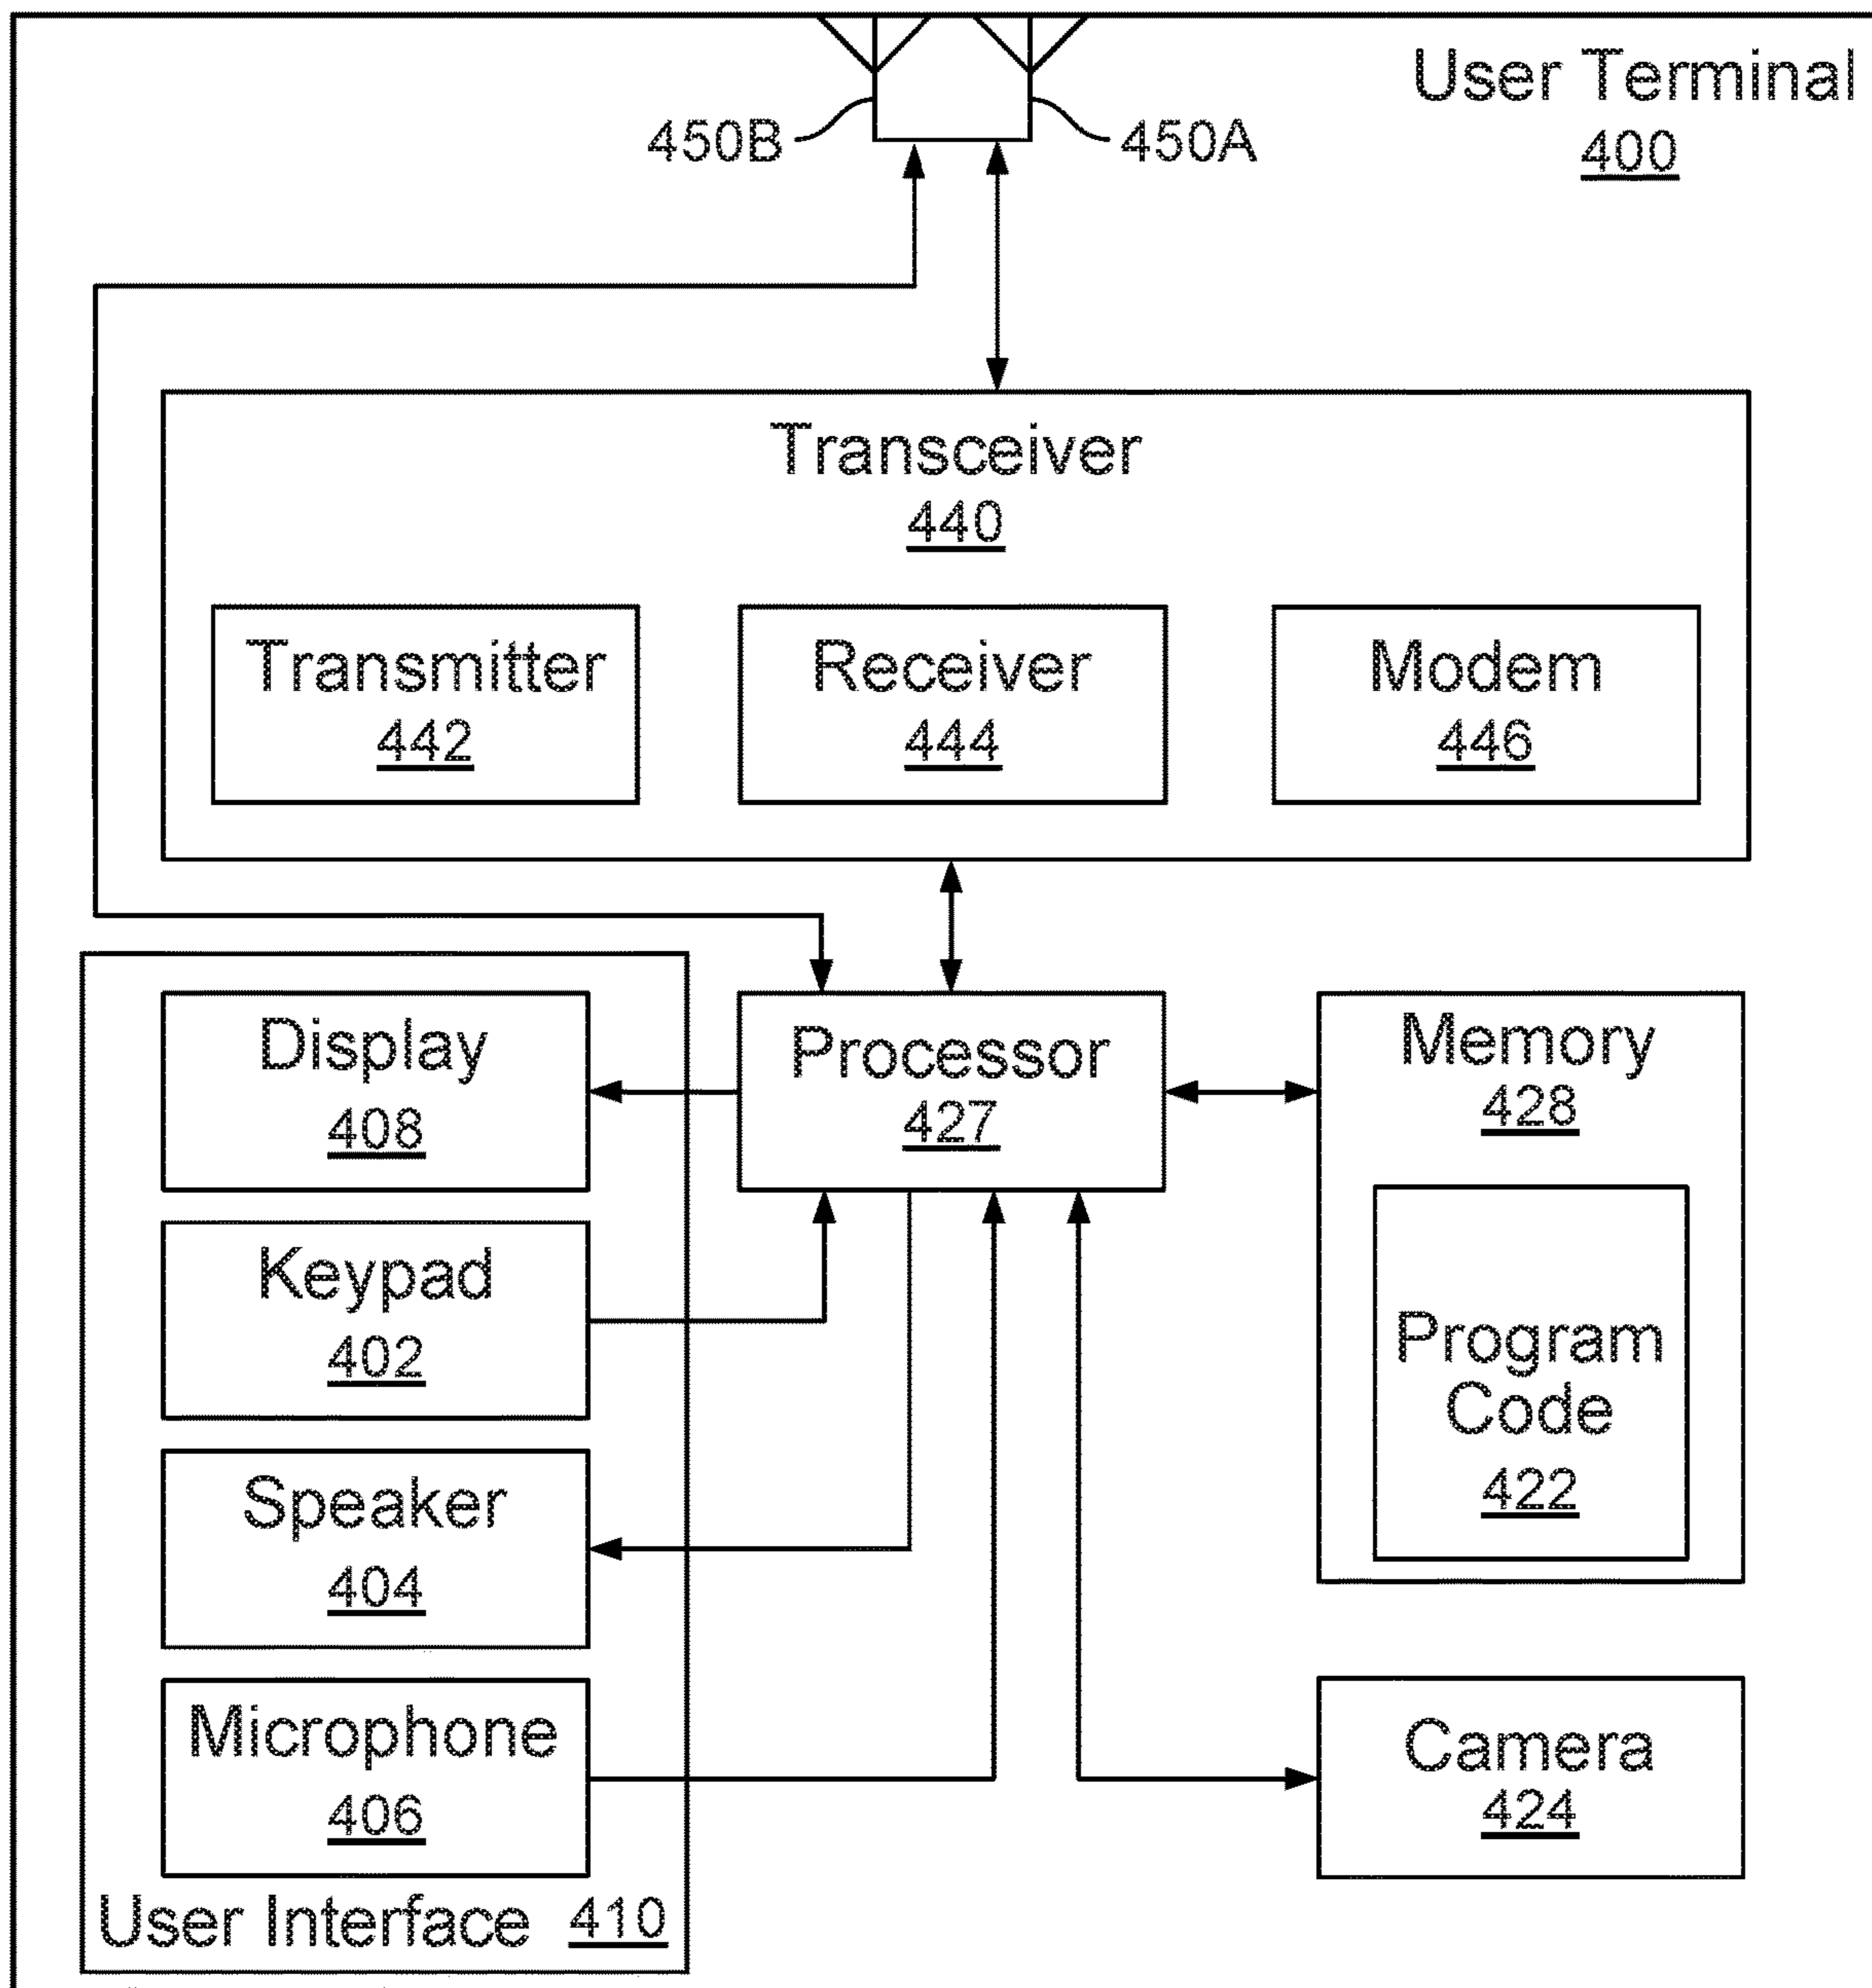 User Terminal
400
450B
450A
Transceiver
440
Transmitter
442
Receiver
444
Modem
446
Display
408
Processor
427
Memory
428
Keypad
402
Program
Code
422
Speaker
404
Microphone
406
Camera
424
User Interface 410